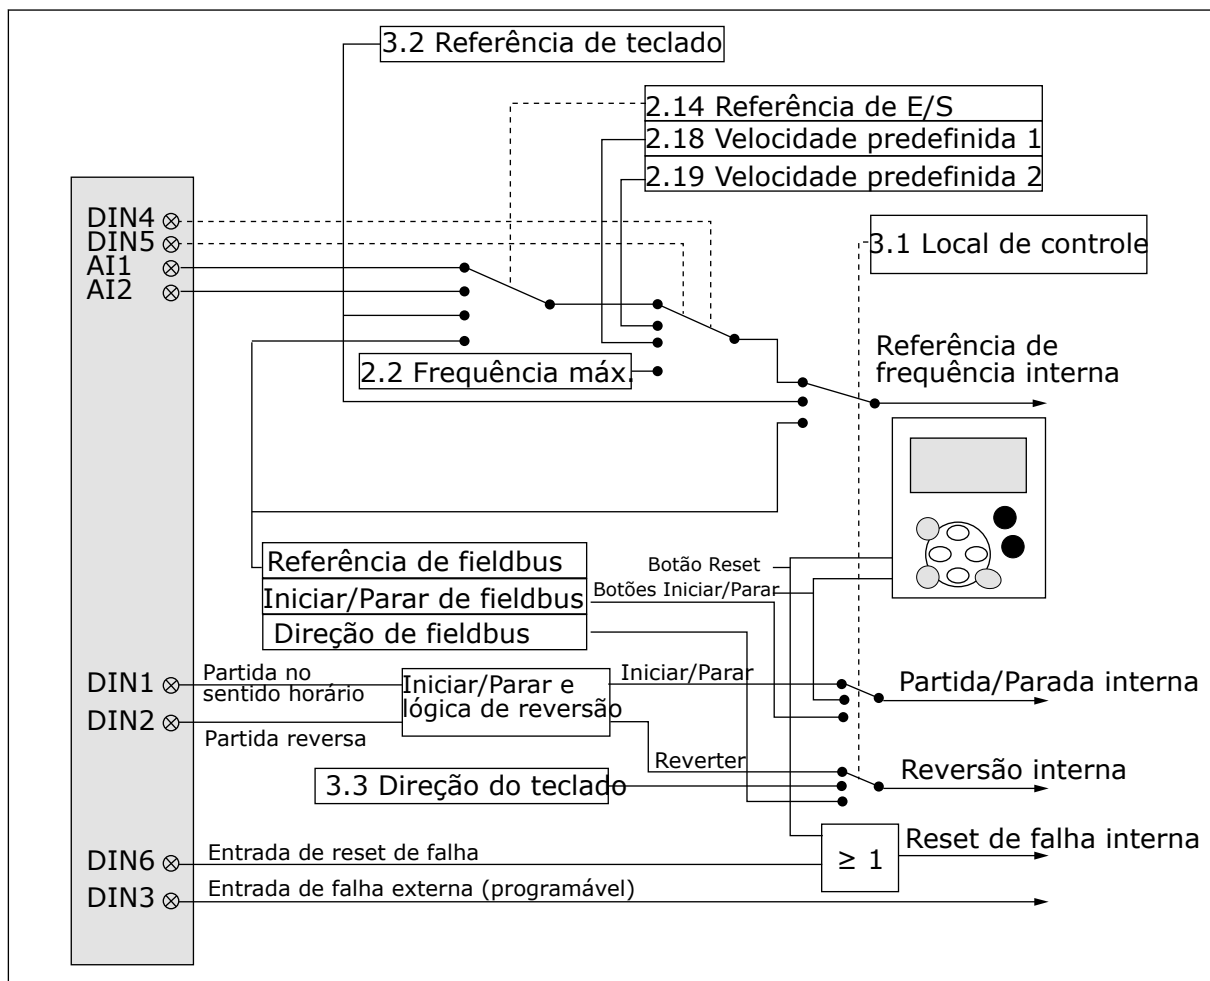 3.2 Referência de teclado
2.14 Referência de E/S
2.18 Velocidade predefinida 1
2.19 Velocidade predefinida 2
DIN4
DIN5
AI1
AI2
3.1 Local de controle
2.2 Frequência máx.
Referência de
frequência interna
Referência de fieldbus
Iniciar/Parar de fieldbus
Direção de fieldbus
Botão Reset
Botões Iniciar/Parar
DIN1
Partida no
sentido horário
DIN2
Partida reversa
Iniciar/Parar e
lógica de reversão
Iniciar/Parar
Partida/Parada interna
Reverter
3.3 Direção do teclado
Reversão interna
DIN6
Entrada de reset de falha
≥ 1
Reset de falha interna
DIN3
Entrada de falha externa (programável)